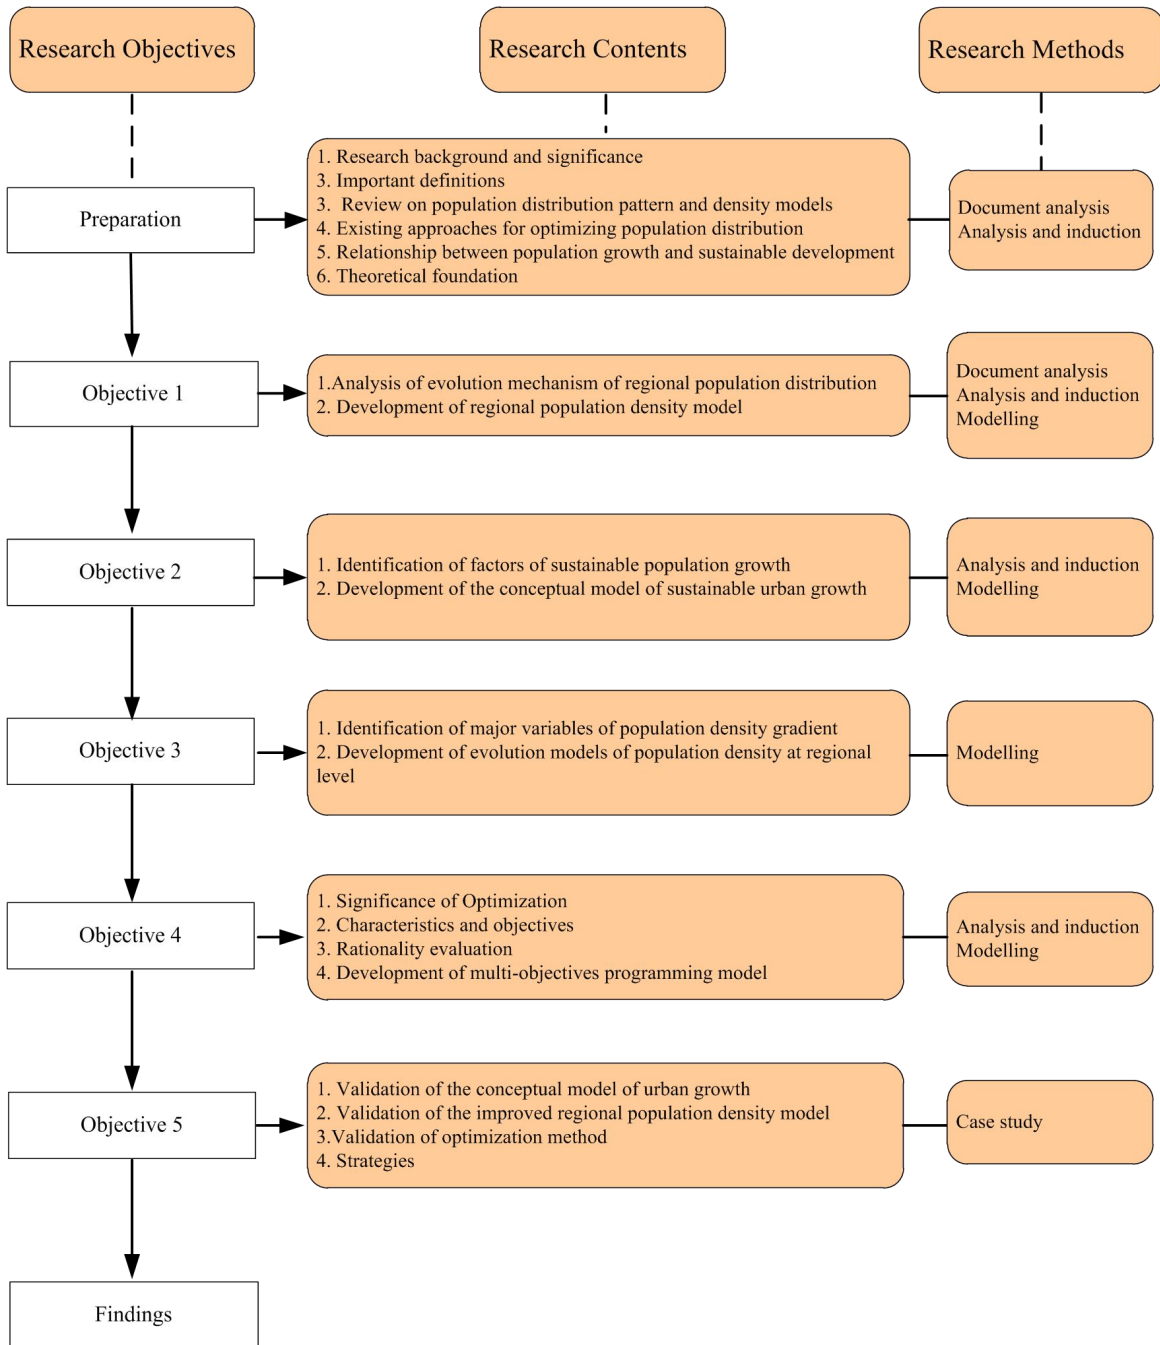 Research Objectives
Research Contents
Research Methods
Preparation
1. Research background and significance
3. Important definitions
3.  Review on population distribution pattern and density models
4. Existing approaches for optimizing population distribution
5. Relationship between population growth and sustainable development
6. Theoretical foundation
Document analysis
Analysis and induction
Objective 1
1.Analysis of evolution mechanism of regional population distribution
2. Development of regional population density model
Document analysis
Analysis and induction
Modelling
Objective 2
1. Identification of factors of sustainable population growth
2. Development of the conceptual model of sustainable urban growth
Analysis and induction
Modelling
Objective 3
1. Identification of major variables of population density gradient
2. Development of evolution models of population density at regional
level
Modelling
Objective 4
1. Significance of Optimization
2. Characteristics and objectives
3. Rationality evaluation
4. Development of multi-objectives programming model
Analysis and induction
Modelling
Objective 5
1. Validation of the conceptual model of urban growth
2. Validation of the improved regional population density model
3.Validation of optimization method
4. Strategies
Case study
Findings